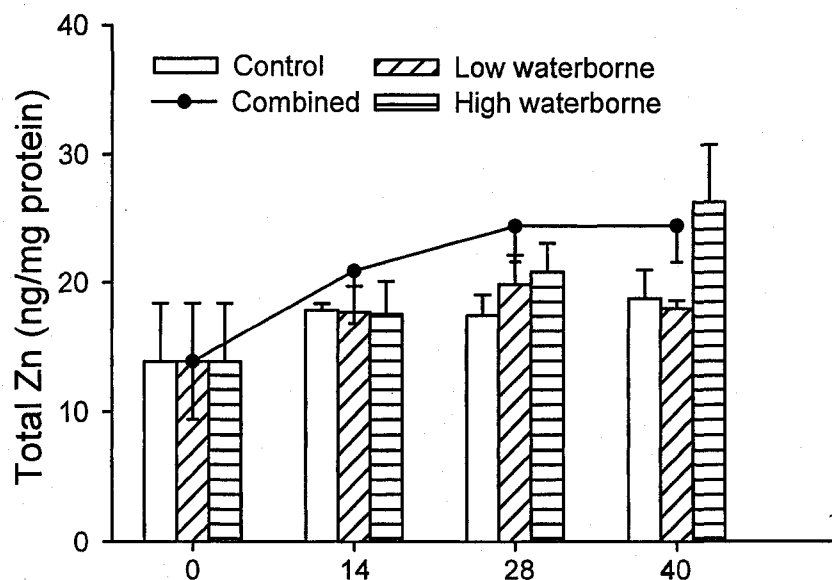 40
Control Low waterborne
Combined High waterborne
30
20
10
0
Total Zn (ng/mg protein)
0 14 28 40